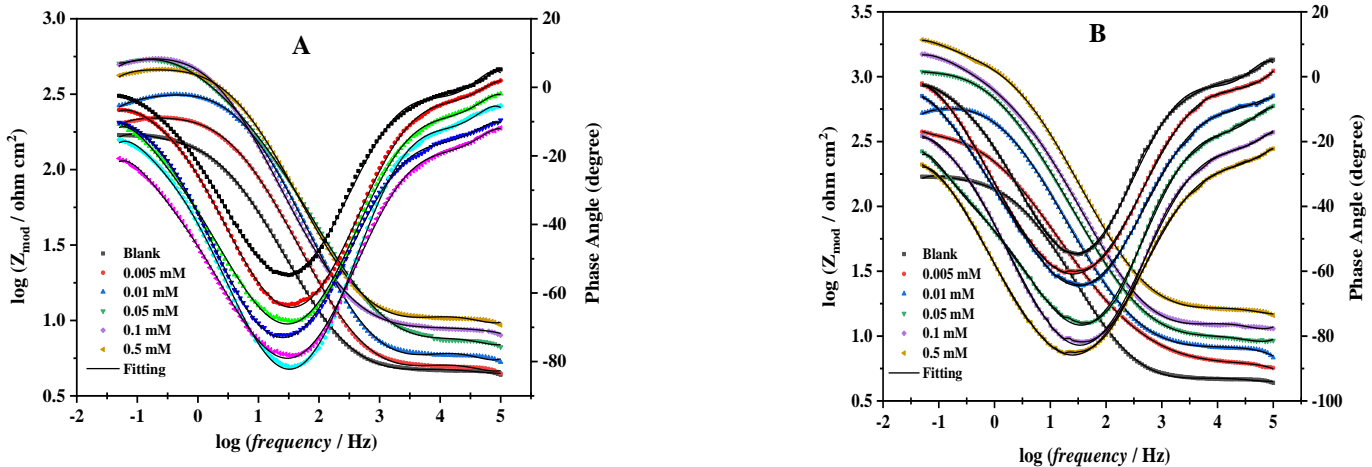 A
3.0
2.5
2.0
1.5
1.0
0.5
log (Zmod / ohm cm²)
20
0
-20
-40
-60
-80
Phase Angle (degree)
Blank
0.005 mM
0.01 mM
0.05 mM
0.1 mM
0.5 mM
Fitting
-2 -1 0 1 2 3 4 5
log (frequency / Hz)
B
3.5
3.0
2.5
2.0
1.5
1.0
0.5
log (Zmod / ohm cm²)
20
0
-20
-40
-60
-80
-100
Phase Angle (degree)
Blank
0.005 mM
0.01 mM
0.05 mM
0.1 mM
0.5 mM
Fitting
-2 -1 0 1 2 3 4 5
log (frequency / Hz)